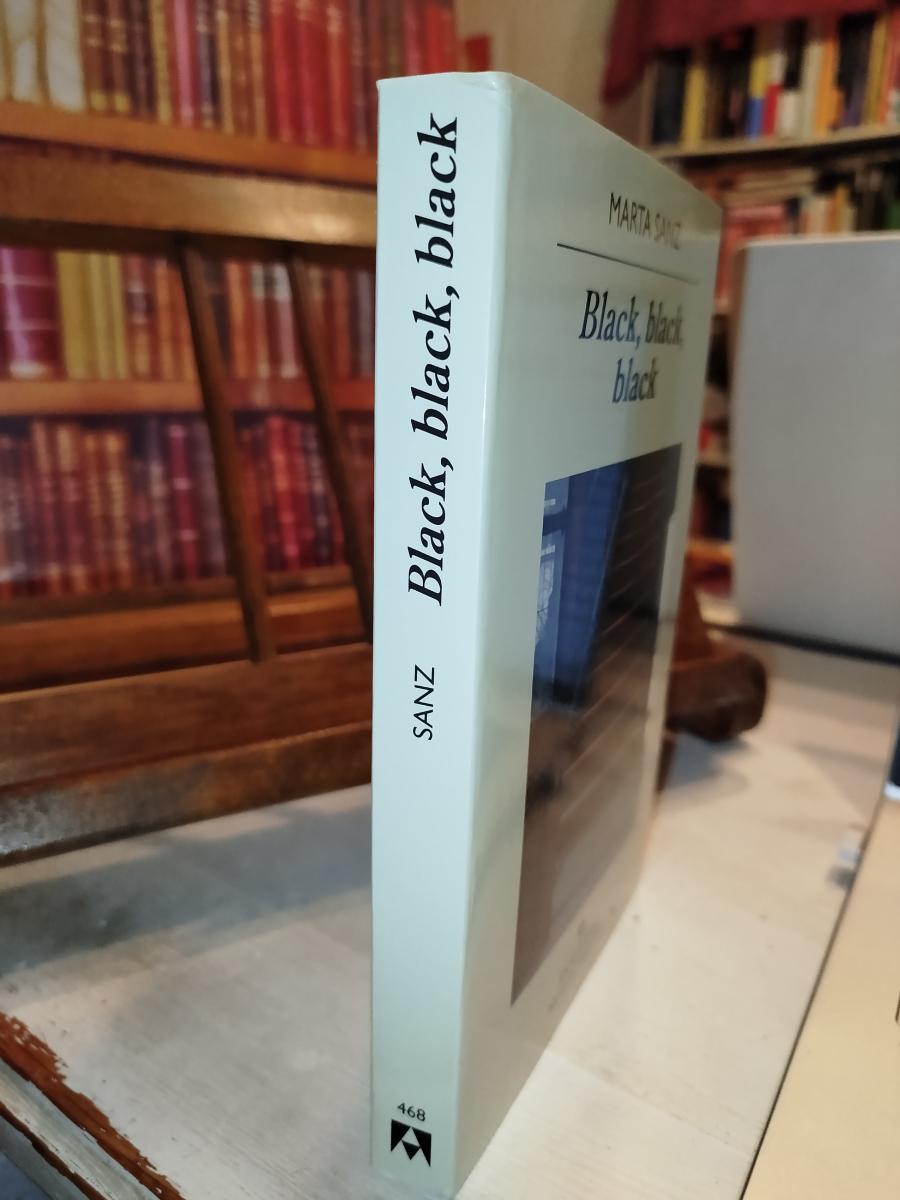 Black, black, black
SANZ
468
MARTA SANZ
Black, black,
black